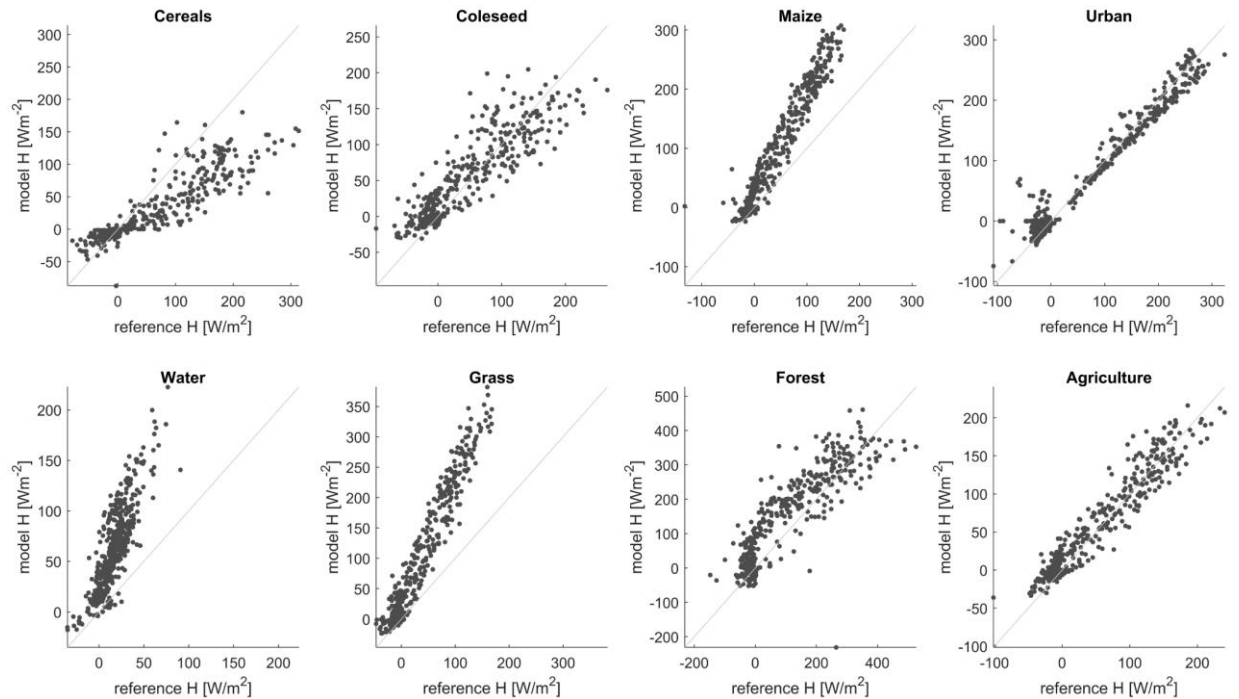 Cereals Coleseed Maize Urban
model H [Wm-2]
300
250
200
150
100
50
0
-50
0 100 200 300
reference H [W/m2]
model H [Wm-2]
250
200
150
100
50
0
-50
0 100 200
reference H [W/m2]
model H [Wm-2]
300
200
100
0
-100
-100 0 100 200 300
reference H [W/m2]
model H [Wm-2]
300
200
100
0
-100
-100 0 100 200 300
reference H [W/m2]
Water Grass Forest Agriculture
model H [Wm-2]
200
150
100
50
0
0 50 100 150 200
reference H [W/m2]
model H [Wm-2]
350
300
250
200
150
100
50
0
0 100 200 300
reference H [W/m2]
model H [Wm-2]
500
400
300
200
100
0
-100
-200
-200 0 200 400
reference H [W/m2]
model H [Wm-2]
200
150
100
50
0
-50
-100
-100 0 100 200
reference H [W/m2]